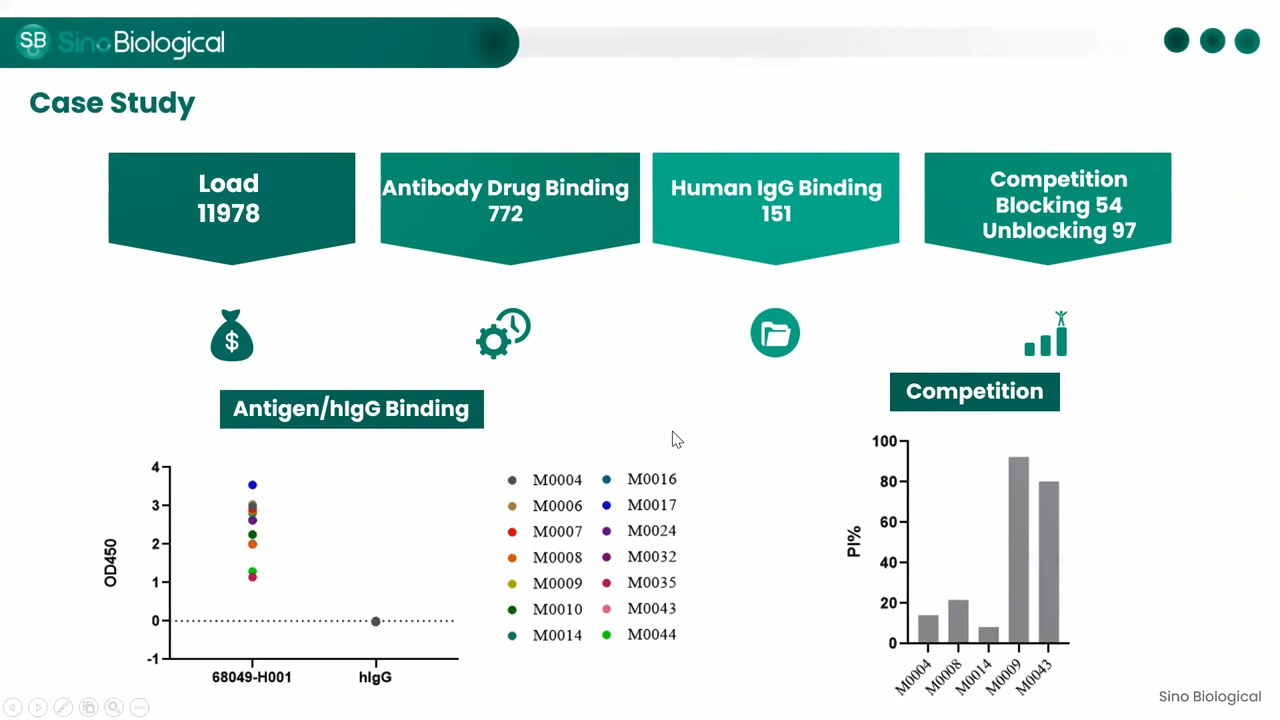 SB SinoBiological
Case Study
Load
11978
Antibody Drug Binding
772
Human IgG Binding
151
Competition
Blocking 54
Unblocking 97
$
Antigen/hIgG Binding
OD450
4
3
2
1
0
-1
68049-H001
hIgG
M0004
M0006
M0007
M0008
M0009
M0010
M0014
M0016
M0017
M0024
M0032
M0035
M0043
M0044
Competition
PI%
100
80
60
40
20
0
M0004
M0008
M0014
M0009
M0043
Sino Biological